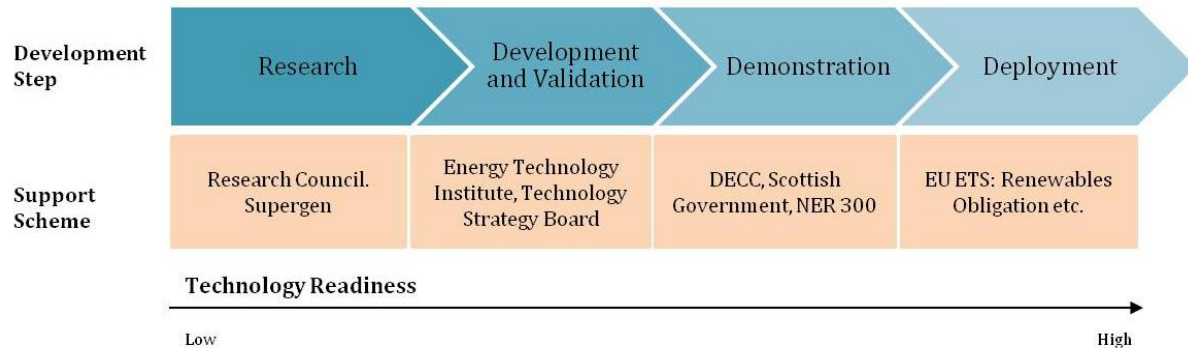 Development
Step
Research
Development
and Validation
Demonstration
Deployment
Support
Scheme
Research Council.
Supergen
Energy Technology
Institute, Technology
Strategy Board
DECC, Scottish
Government, NER 300
EU ETS: Renewables
Obligation etc.
Technology Readiness
Low
High